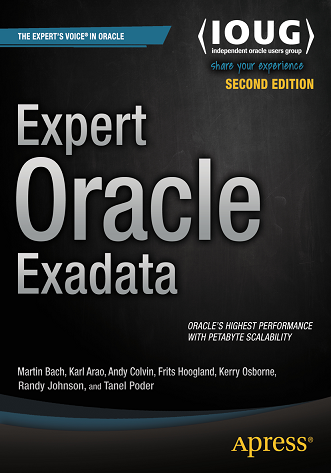 THE EXPERT'S VOICE® IN ORACLE
IOUG
independent oracle users group
share your experience
SECOND EDITION
Expert
Oracle
Exadata
ORACLE'S HIGHEST PERFORMANCE
WITH PETABYTE SCALABILITY
Martin Bach, Karl Arao, Andy Colvin, Frits Hoogland, Kerry Osborne,
Randy Johnson, and Tanel Poder
Apress®